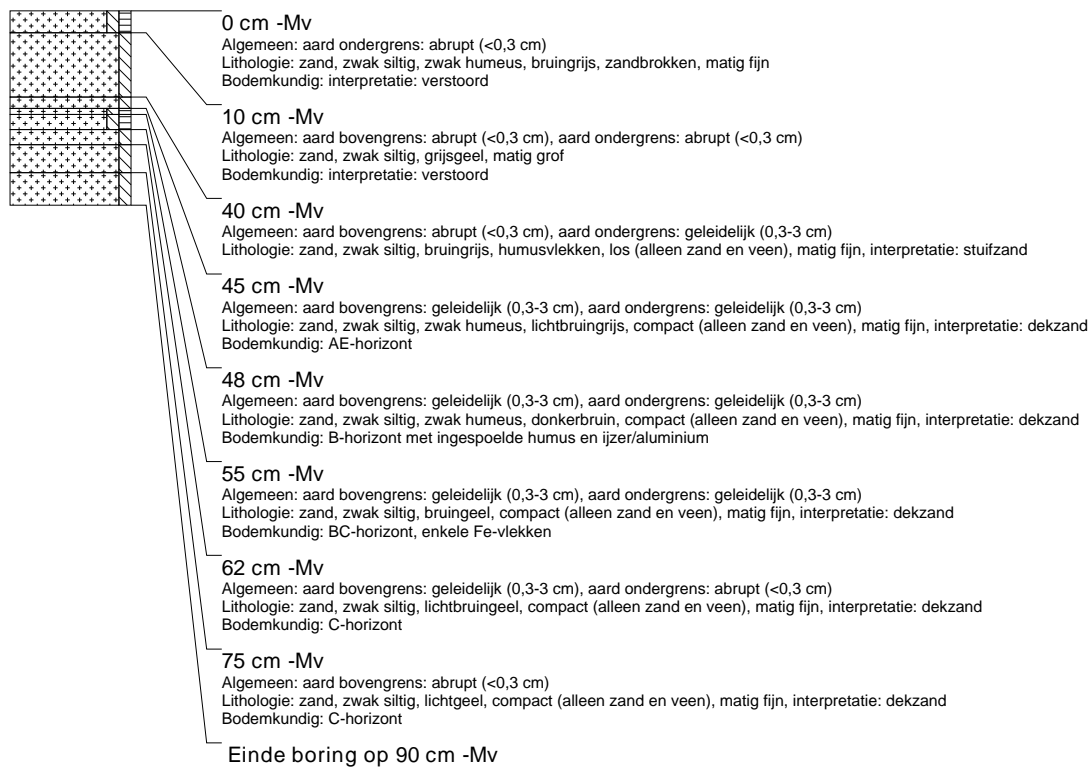 0 cm -Mv
Algemeen: aard ondergrens: abrupt (<0,3 cm)
Lithologie: zand, zwak siltig, zwak humeus, bruingrijs, zandbrokken, matig fijn
Bodemkundig: interpretatie: verstoord
10 cm -Mv
Algemeen: aard bovengrens: abrupt (<0,3 cm), aard ondergrens: abrupt (<0,3 cm)
Lithologie: zand, zwak siltig, grijsgeel, matig grof
Bodemkundig: interpretatie: verstoord
40 cm -Mv
Algemeen: aard bovengrens: abrupt (<0,3 cm), aard ondergrens: geleidelijk (0,3-3 cm)
Lithologie: zand, zwak siltig, bruingrijs, humusvlekken, los (alleen zand en veen), matig fijn, interpretatie: stuifzand
45 cm -Mv
Algemeen: aard bovengrens: geleidelijk (0,3-3 cm), aard ondergrens: geleidelijk (0,3-3 cm)
Lithologie: zand, zwak siltig, zwak humeus, lichtbruingrijs, compact (alleen zand en veen), matig fijn, interpretatie: dekzand
Bodemkundig: AE-horizont
48 cm -Mv
Algemeen: aard bovengrens: geleidelijk (0,3-3 cm), aard ondergrens: geleidelijk (0,3-3 cm)
Lithologie: zand, zwak siltig, zwak humeus, donkerbruin, compact (alleen zand en veen), matig fijn, interpretatie: dekzand
Bodemkundig: B-horizont met ingespoelde humus en ijzer/aluminium
55 cm -Mv
Algemeen: aard bovengrens: geleidelijk (0,3-3 cm), aard ondergrens: geleidelijk (0,3-3 cm)
Lithologie: zand, zwak siltig, bruingeel, compact (alleen zand en veen), matig fijn, interpretatie: dekzand
Bodemkundig: BC-horizont, enkele Fe-vlekken
62 cm -Mv
Algemeen: aard bovengrens: geleidelijk (0,3-3 cm), aard ondergrens: abrupt (<0,3 cm)
Lithologie: zand, zwak siltig, lichtbruingeel, compact (alleen zand en veen), matig fijn, interpretatie: dekzand
Bodemkundig: C-horizont
75 cm -Mv
Algemeen: aard bovengrens: abrupt (<0,3 cm)
Lithologie: zand, zwak siltig, lichtgeel, compact (alleen zand en veen), matig fijn, interpretatie: dekzand
Bodemkundig: C-horizont
Einde boring op 90 cm -Mv